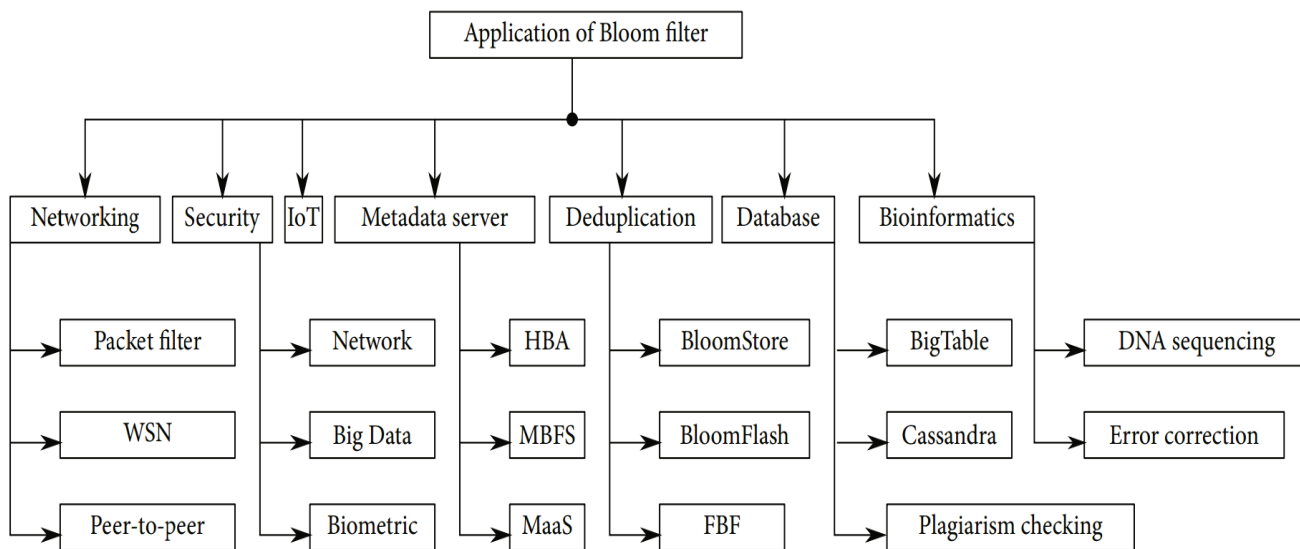 Application of Bloom filter
Networking
Security
IoT
Metadata server
Deduplication
Database
Bioinformatics
Packet filter
Network
HBA
BloomStore
BigTable
DNA sequencing
WSN
Big Data
MBFS
BloomFlash
Cassandra
Error correction
Peer-to-peer
Biometric
MaaS
FBF
Plagiarism checking